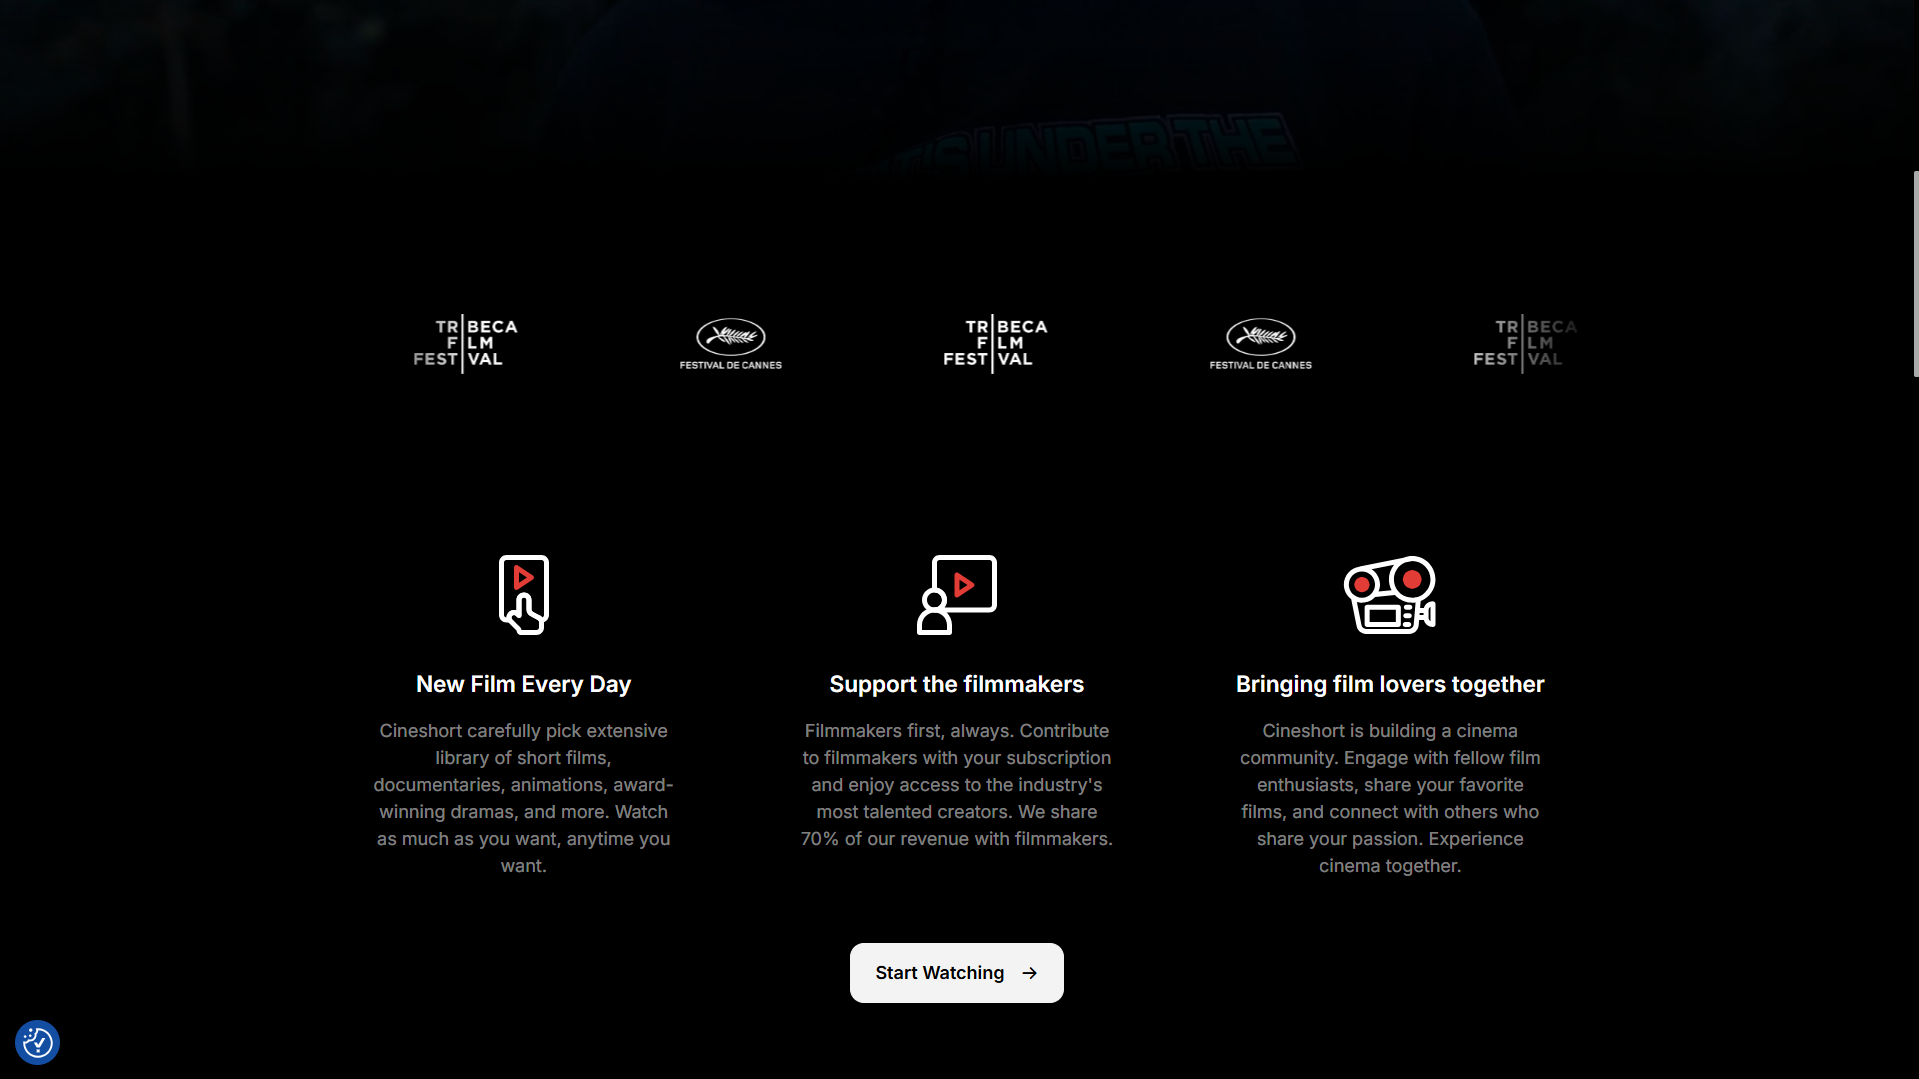 UNDER THE
TRIBECA
FILM
FESTIVAL
FESTIVAL DE CANNES
TRIBECA
FILM
FESTIVAL
FESTIVAL DE CANNES
TRIBECA
FILM
FESTIVAL
New Film Every Day
Cineshort carefully pick extensive
library of short films,
documentaries, animations, award-
winning dramas, and more. Watch
as much as you want, anytime you
want.
Support the filmmakers
Filmmakers first, always. Contribute
to filmmakers with your subscription
and enjoy access to the industry's
most talented creators. We share
70% of our revenue with filmmakers.
Bringing film lovers together
Cineshort is building a cinema
community. Engage with fellow film
enthusiasts, share your favorite
films, and connect with others who
share your passion. Experience
cinema together.
Start Watching